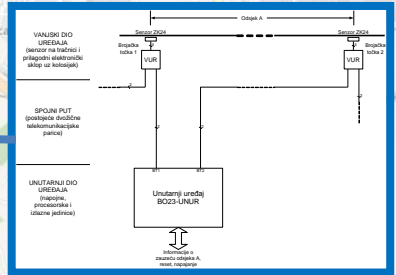 Odsjek A
VANJSKI DIO
UREĐAJA
(senzor na tračnici i
prilagodni elektronički
sklop uz kolosijek)
Senzor ZK24
Senzor ZK24
Brojačka
točka 1
VUR
VUR
Brojačka
točka 2
SPOJNI PUT
(postojeće dvožične
telekomunikacijske
parice)
UNUTARNJI DIO
UREĐAJA
(napojne,
procesorske i
izlazne jedinice)
BT1
BT2
Unutarnji uređaj
BO23-UNUR
Informacije o
zauzeću odsjeka A,
reset, napajanje